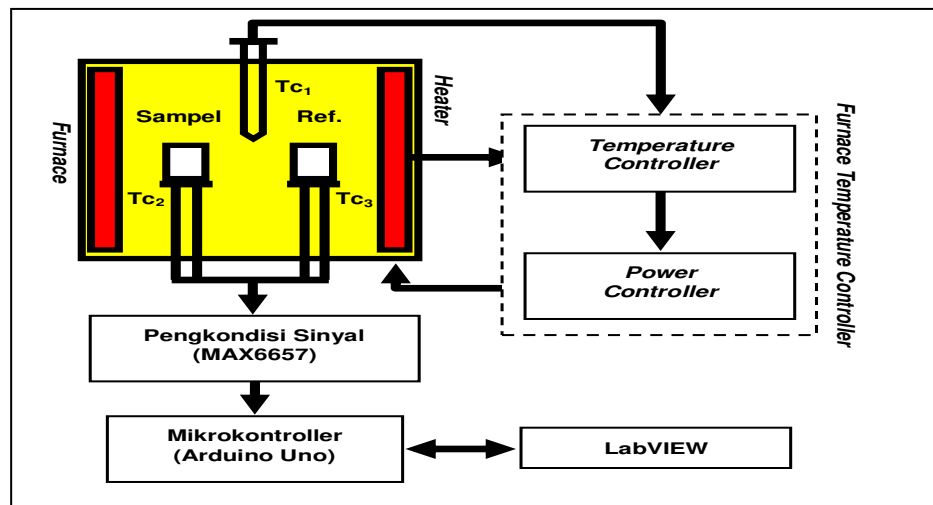 Tc1
Sampel
Ref.
Furnace
Heater
Tc2
Tc3
Temperature
Controller
Power
Controller
Furnace Temperature Controller
Pengkondisi Sinyal
(MAX6657)
Mikrokontroller
(Arduino Uno)
LabVIEW